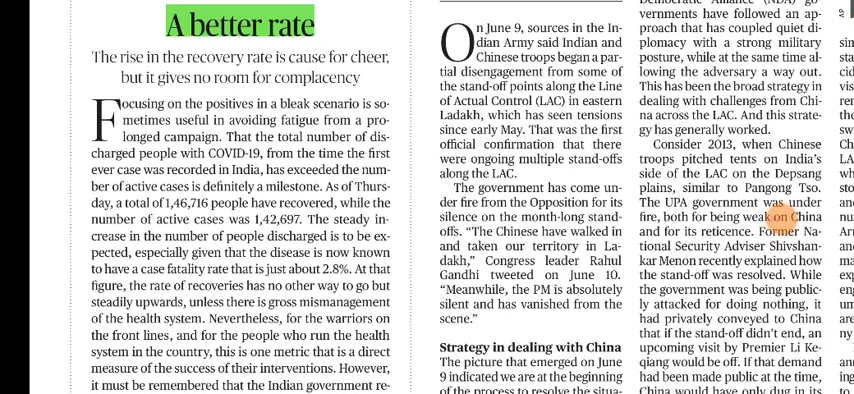 A better rate
The rise in the recovery rate is cause for cheer,
but it gives no room for complacency
Focusing on the positives in a bleak scenario is so-
metimes useful in avoiding fatigue from a pro-
longed campaign. That the total number of dis-
charged people with COVID-19, from the time the first
ever case was recorded in India, has exceeded the num-
ber of active cases is definitely a milestone. As of Thurs-
day, a total of 1,46,716 people have recovered, while the
number of active cases was 1,42,697. The steady in-
crease in the number of people discharged is to be ex-
pected, especially given that the disease is now known
to have a case fatality rate that is just about 2.8%. At that
figure, the rate of recoveries has no other way to go but
steadily upwards, unless there is gross mismanagement
of the health system. Nevertheless, for the warriors on
the front lines, and for the people who run the health
system in the country, this is one metric that is a direct
measure of the success of their interventions. However,
it must be remembered that the Indian government re-
On June 9, sources in the In-
dian Army said Indian and
Chinese troops began a par-
tial disengagement from some of
the stand-off points along the Line
of Actual Control (LAC) in eastern
Ladakh, which has seen tensions
since early May. That was the first
official confirmation that there
were ongoing multiple stand-offs
along the LAC.
The government has come un-
der fire from the Opposition for its
silence on the month-long stand-
offs. “The Chinese have walked in
and taken our territory in La-
dakh,” Congress leader Rahul
Gandhi tweeted on June 10.
“Meanwhile, the PM is absolutely
silent and has vanished from the
scene.”
Strategy in dealing with China
The picture that emerged on June
9 indicated we are at the beginning
of the process to resolve the situa-
Democratic Alliance (NDA) go-
vernments have followed an ap-
proach that has coupled quiet di-
plomacy with a strong military
posture, while at the same time al-
lowing the adversary a way out.
This has been the broad strategy in
dealing with challenges from Chi-
na across the LAC. And this strate-
gy has generally worked.
Consider 2013, when Chinese
troops pitched tents on India’s
side of the LAC on the Depsang
plains, similar to Pangong Tso.
The UPA government was under
fire, both for being weak on China
and for its reticence. Former Na-
tional Security Adviser Shivshan-
kar Menon recently explained how
the stand-off was resolved. While
the government was being public-
ly attacked for doing nothing, it
had privately conveyed to China
that if the stand-off didn’t end, an
upcoming visit by Premier Li Ke-
qiang would be off. If that demand
had been made public at the time,
China would have only dug in its